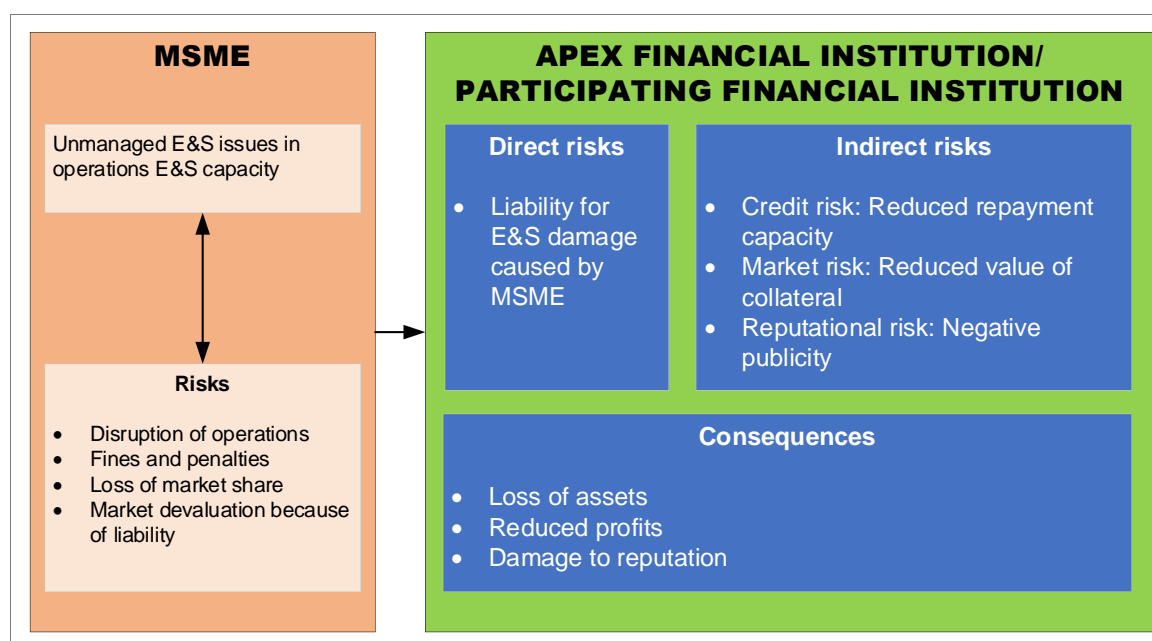 MSME
Unmanaged E&S issues in
operations E&S capacity
Risks
• Disruption of operations
• Fines and penalties
• Loss of market share
• Market devaluation because
of liability
APEX FINANCIAL INSTITUTION/
PARTICIPATING FINANCIAL INSTITUTION
Direct risks
• Liability for
E&S damage
caused by
MSME
Indirect risks
• Credit risk: Reduced repayment
capacity
• Market risk: Reduced value of
collateral
• Reputational risk: Negative
publicity
Consequences
• Loss of assets
• Reduced profits
• Damage to reputation